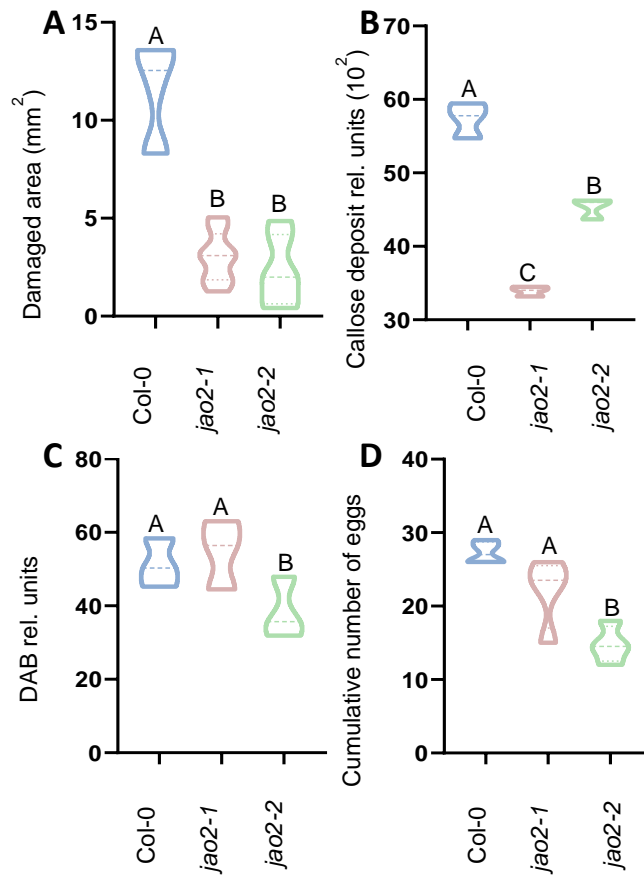 A
Damaged area (mm²)
15
10
5
0
A
B
B
Col-0
jao2-1
jao2-2
B
Callose deposit rel. units (10²)
70
60
50
40
30
A
C
B
Col-0
jao2-1
jao2-2
C
DAB rel. units
80
60
40
20
0
A
A
B
Col-0
jao2-1
jao2-2
D
Cumulative number of eggs
40
30
20
10
0
A
A
B
Col-0
jao2-1
jao2-2